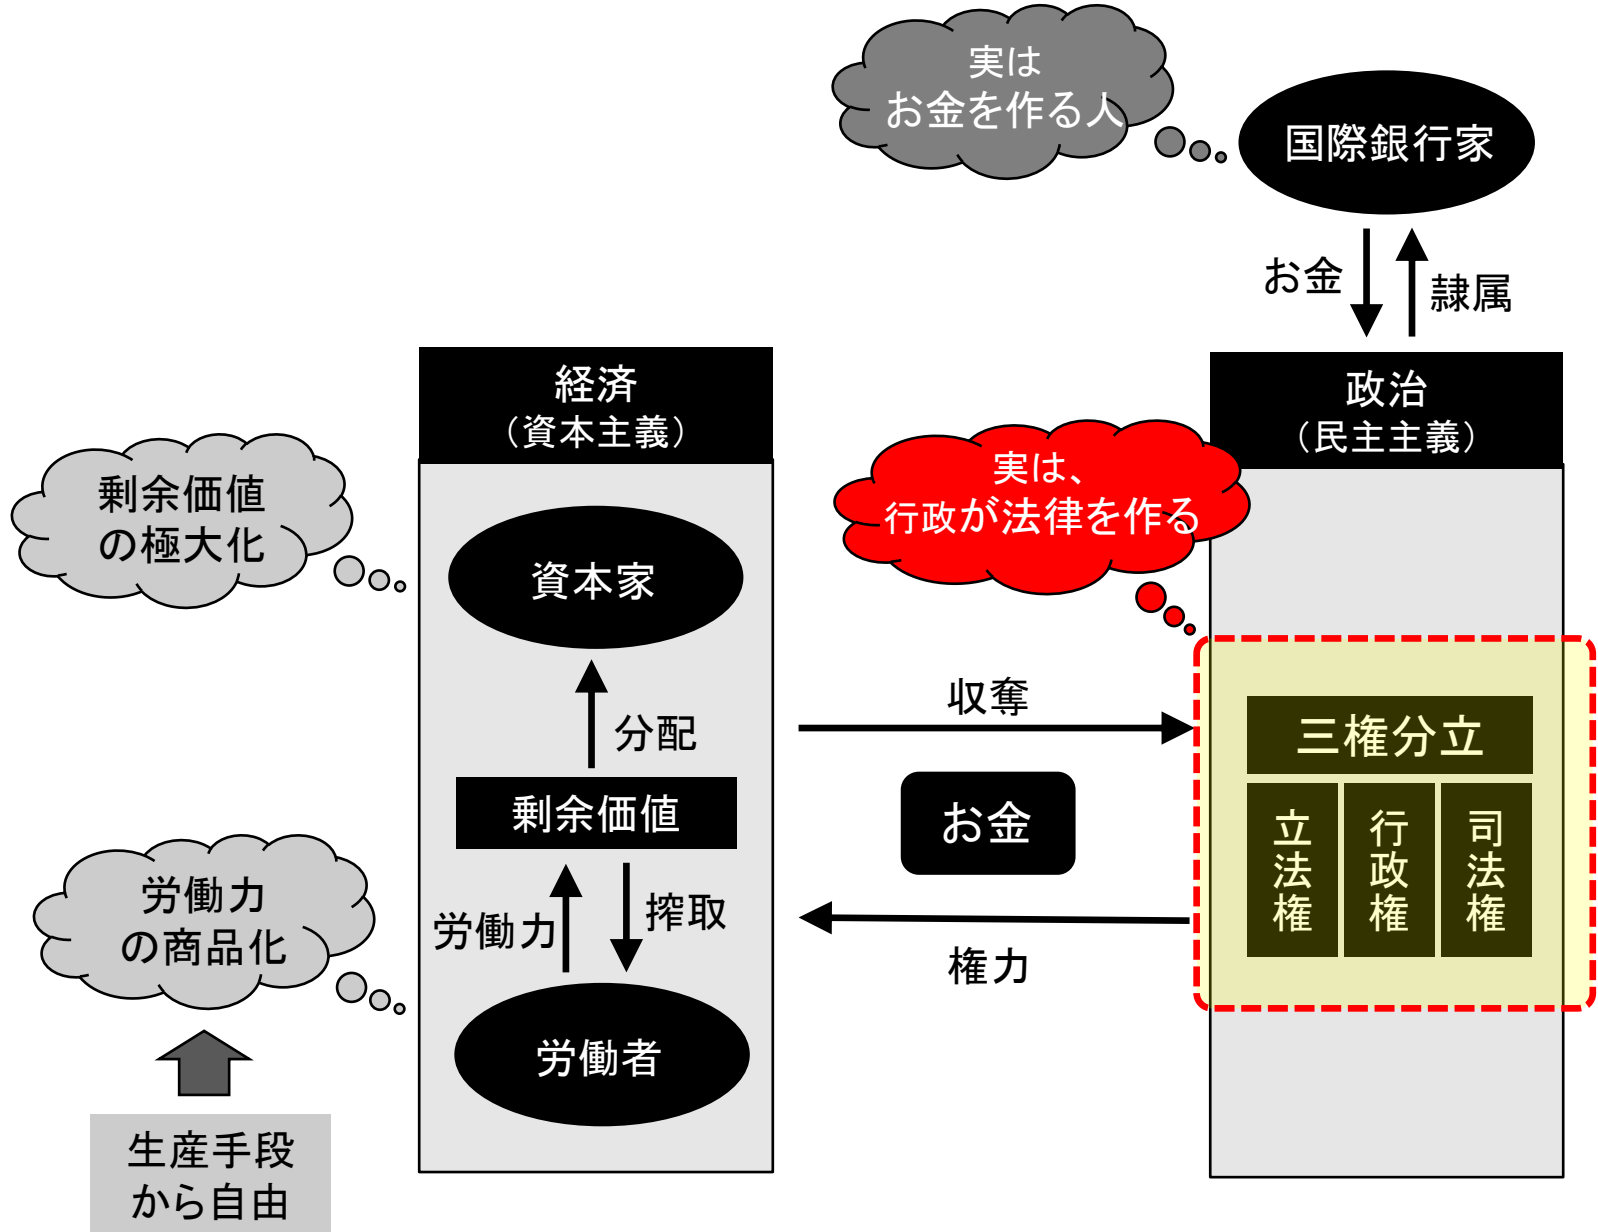 実は
お金を作る人
国際銀行家
お金
隷属
経済
（資本主義）
政治
（民主主義）
剰余価値
の極大化
実は、
行政が法律を作る
資本家
収奪
分配
三権分立
剰余価値
お金
立法権
行政権
司法権
労働力
の商品化
労働力
搾取
権力
労働者
生産手段
から自由